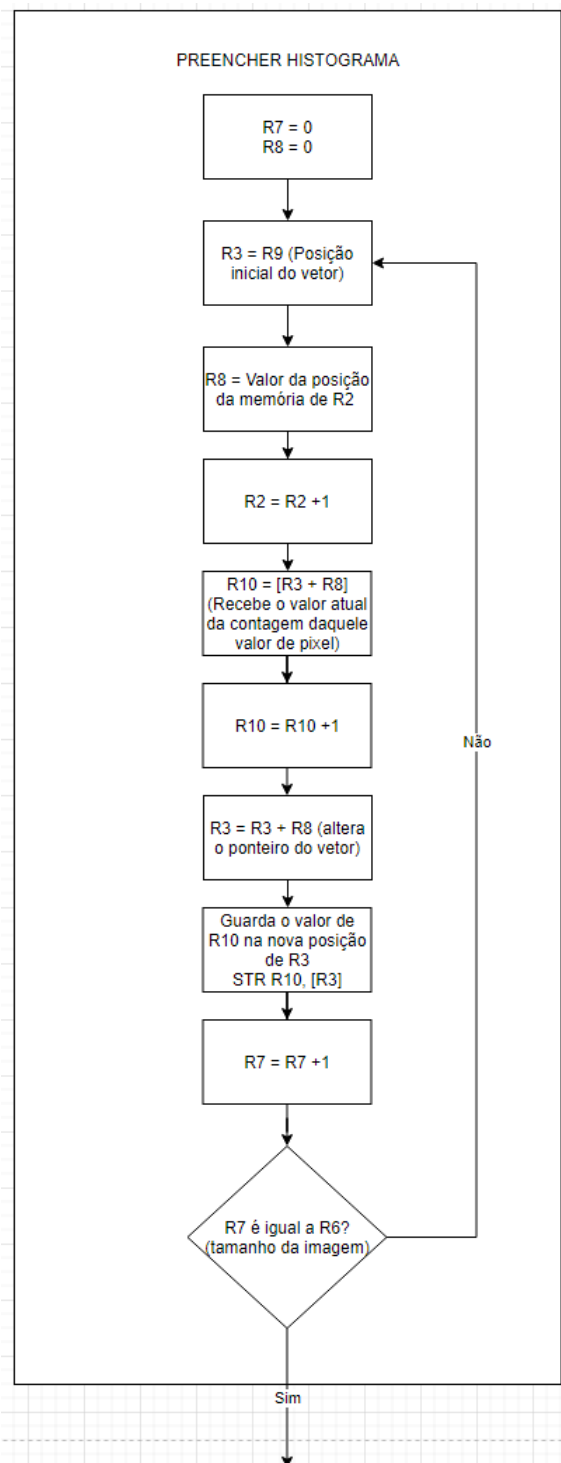 PREENCHER HISTOGRAMA
R7 = 0
R8 = 0
R3 = R9 (Posição
inicial do vetor)
R8 = Valor da posição
da memória de R2
R2 = R2 +1
R10 = [R3 + R8]
(Recebe o valor atual
da contagem daquele
valor de pixel)
R10 = R10 +1
Não
R3 = R3 + R8 (altera
o ponteiro do vetor)
Guarda o valor de
R10 na nova posição
de R3
STR R10, [R3]
R7 = R7 +1
R7 é igual a R6?
(tamanho da imagem)
Sim